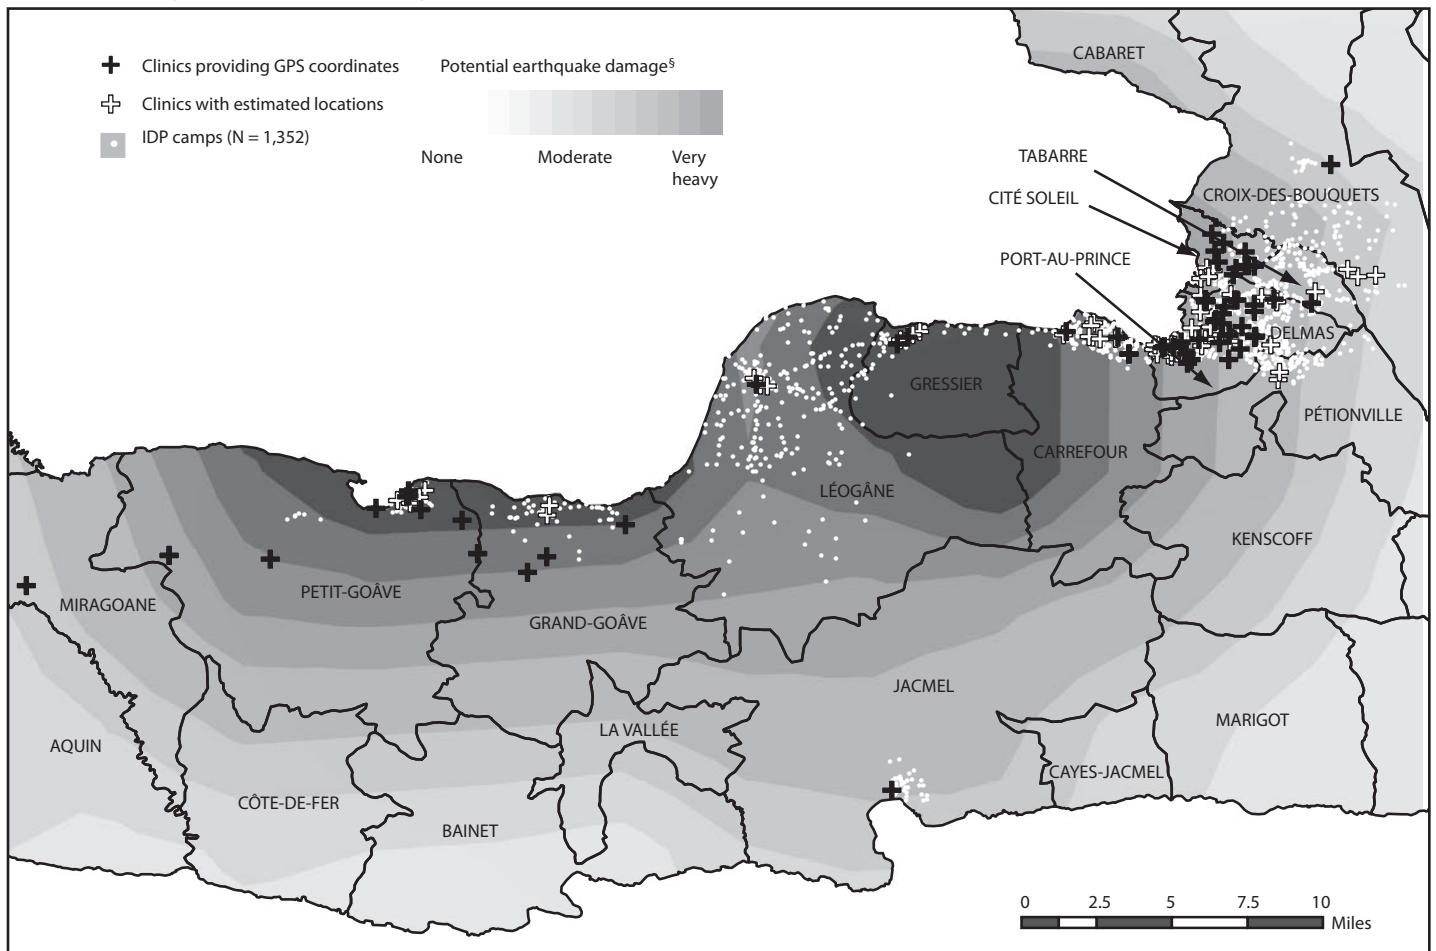 Clinics providing GPS coordinates
Clinics with estimated locations
IDP camps (N = 1,352)
Potential earthquake damage§
None
Moderate
Very
heavy
CABARET
TABARRE
CITÉ SOLEIL
CROIX-DES-BOUQUETS
PORT-AU-PRINCE
DELMAS
GRESSIER
PÉTIONVILLE
CARREFOUR
LÉOGÂNE
KENSCOFF
PETIT-GOÂVE
MIRAGOANE
GRAND-GOÂVE
JACMEL
MARIGOT
LA VALLÉE
AQUIN
CAYES-JACMEL
CÔTE-DE-FER
BAINET
0 2.5 5 7.5 10
Miles